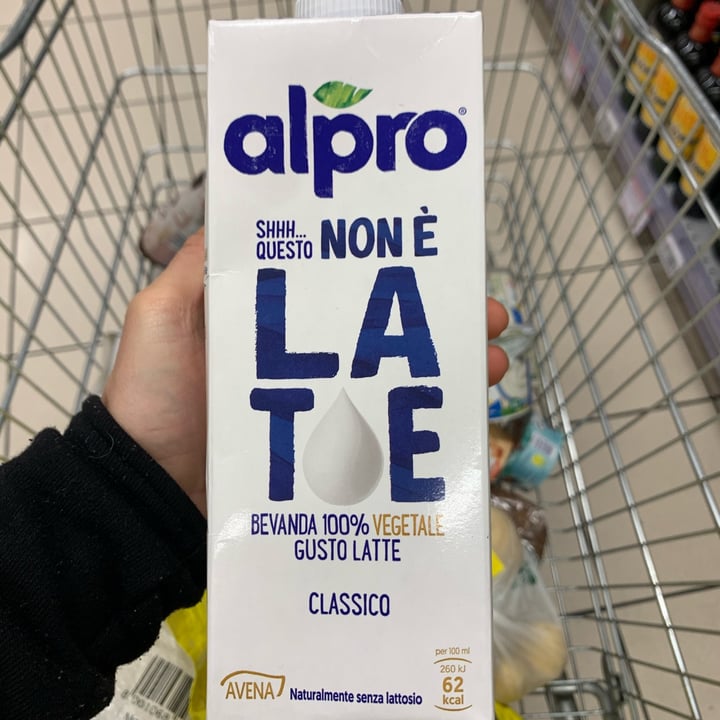 alpro®
SHHH...
QUESTO NON È
LA
TTE
BEVANDA 100% VEGETALE
GUSTO LATTE
CLASSICO
per 100 ml
260 kJ
62
kcal
AVENA
Naturalmente senza lattosio